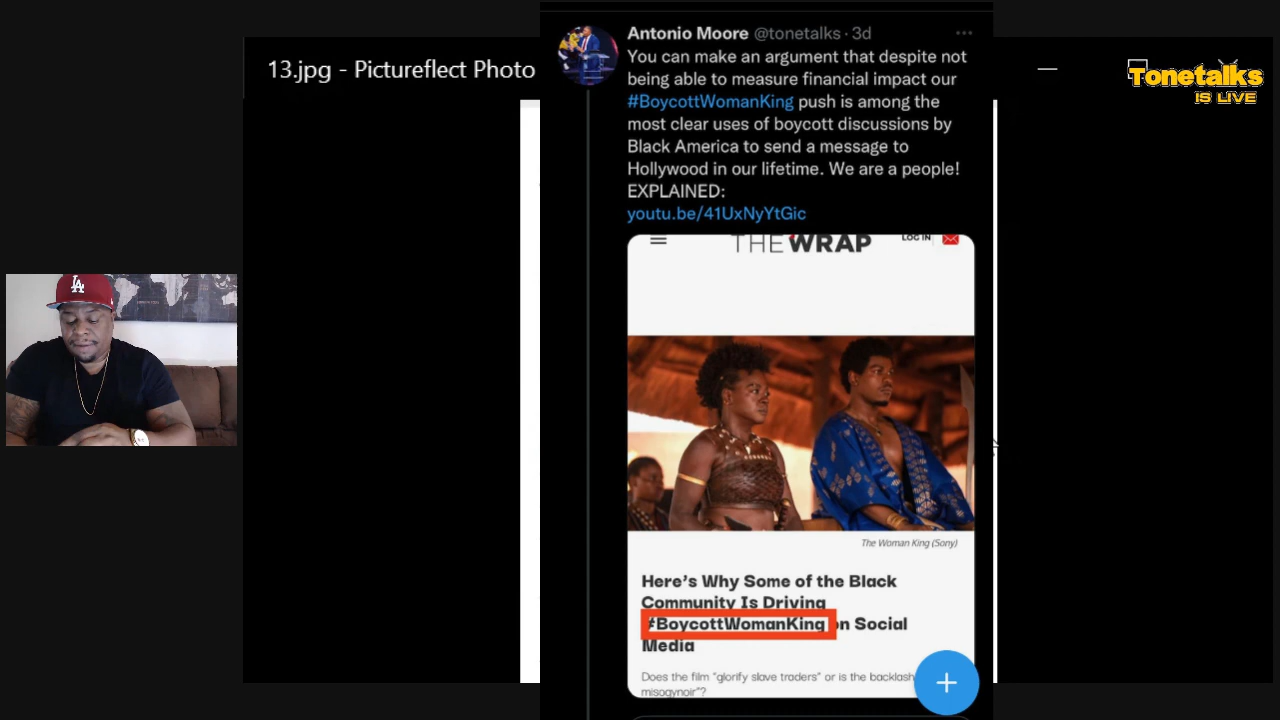 13.jpg - Pictureflect Photo
Tonetalks
IS LIVE
LA
Antonio Moore @tonetalks · 3d
You can make an argument that despite not
being able to measure financial impact our
#BoycottWomanKing push is among the
most clear uses of boycott discussions by
Black America to send a message to
Hollywood in our lifetime. We are a people!
EXPLAINED:
youtu.be/41UxNyYtGic
THE WRAP
LOG IN
The Woman King (Sony)
Here's Why Some of the Black
Community Is Driving
#BoycottWomanKing on Social
Media
Does the film "glorify slave traders" or is the backlash
misogynoir"?